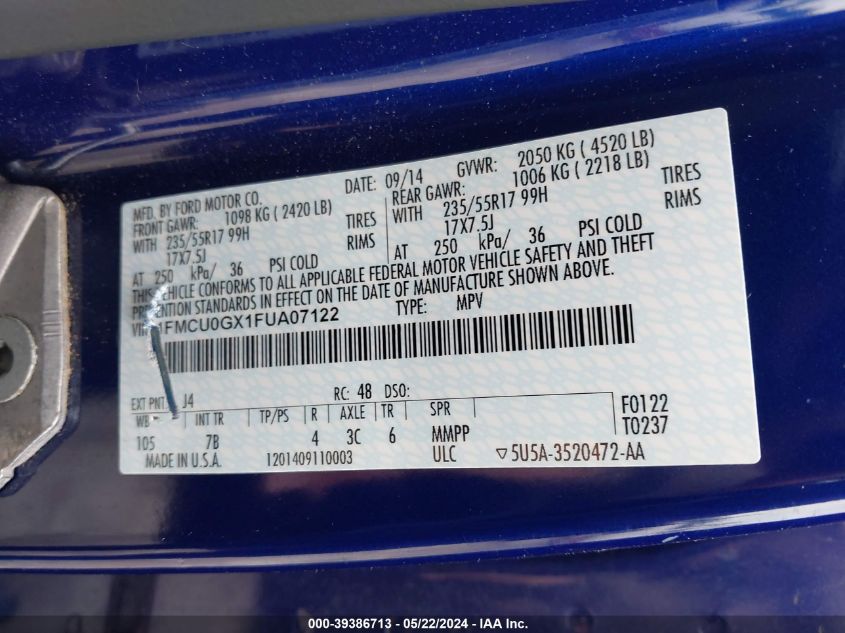 MFD. BY FORD MOTOR CO.
DATE: 09/14 GVWR: 2050 KG ( 4520 LB)
FRONT GAWR: 1098 KG ( 2420 LB) REAR GAWR: 1006 KG ( 2218 LB)
WITH 235/55R17 99H TIRES WITH 235/55R17 99H TIRES
17X7.5J RIMS 17X7.5J RIMS
AT 250 kPa/ 36 PSI COLD AT 250 kPa/ 36 PSI COLD
THIS VEHICLE CONFORMS TO ALL APPLICABLE FEDERAL MOTOR VEHICLE SAFETY AND THEFT
PREVENTION STANDARDS IN EFFECT ON THE DATE OF MANUFACTURE SHOWN ABOVE.
VIN: 1FMCU0GX1FUA07122 TYPE: MPV
EXT PNT: J4 RC: 48 DSO:
WB INT TR TP/PS R AXLE TR SPR F0122
105 7B 4 3C 6 MMPP T0237
MADE IN U.S.A. 1201409110003 ULC ▽5U5A-3520472-AA
000-39386713 - 05/22/2024 - IAA Inc.